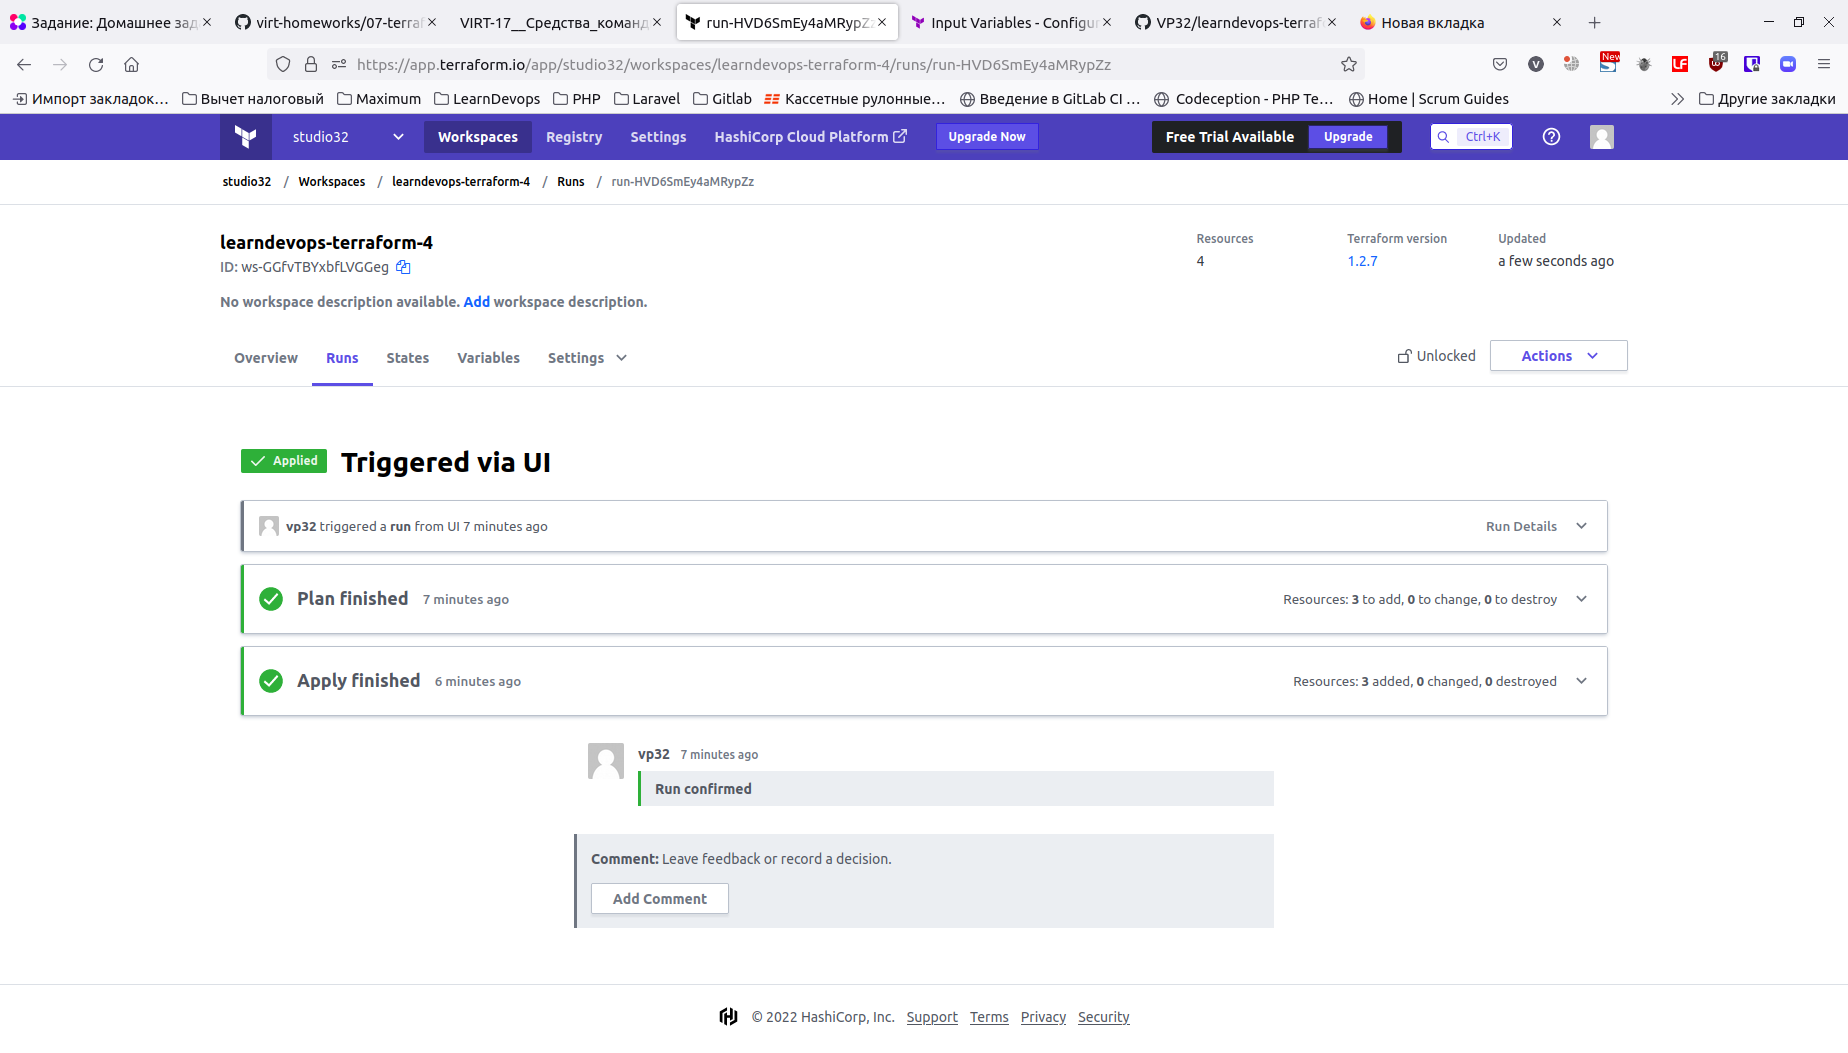 Задание: Домашнее зад
virt-homeworks/07-terraf
VIRT-17__Средства_команд
run-HVD6SmEy4aMRypZz
Input Variables - Configur
VP32/learndevops-terraf
Новая вкладка
https://app.terraform.io/app/studio32/workspaces/learndevops-terraform-4/runs/run-HVD6SmEy4aMRypZz
V
New
LF
16
Импорт закладок…
Вычет налоговый
Maximum
LearnDevops
PHP
Laravel
Gitlab
Кассетные рулонные…
Введение в GitLab CI …
Codeception - PHP Te…
Home | Scrum Guides
Другие закладки
studio32
Workspaces
Registry
Settings
HashiCorp Cloud Platform
Upgrade Now
Free Trial Available
Upgrade
Ctrl+K
studio32 / Workspaces / learndevops-terraform-4 / Runs / run-HVD6SmEy4aMRypZz
learndevops-terraform-4
ID: ws-GGfvTBYxbfLVGGeg
No workspace description available. Add workspace description.
Resources
4
Terraform version
1.2.7
Updated
a few seconds ago
Overview
Runs
States
Variables
Settings
Unlocked
Actions
Applied
Triggered via UI
vp32 triggered a run from UI 7 minutes ago
Run Details
Plan finished 7 minutes ago
Resources: 3 to add, 0 to change, 0 to destroy
Apply finished 6 minutes ago
Resources: 3 added, 0 changed, 0 destroyed
vp32 7 minutes ago
Run confirmed
Comment: Leave feedback or record a decision.
Add Comment
© 2022 HashiCorp, Inc. Support Terms Privacy Security